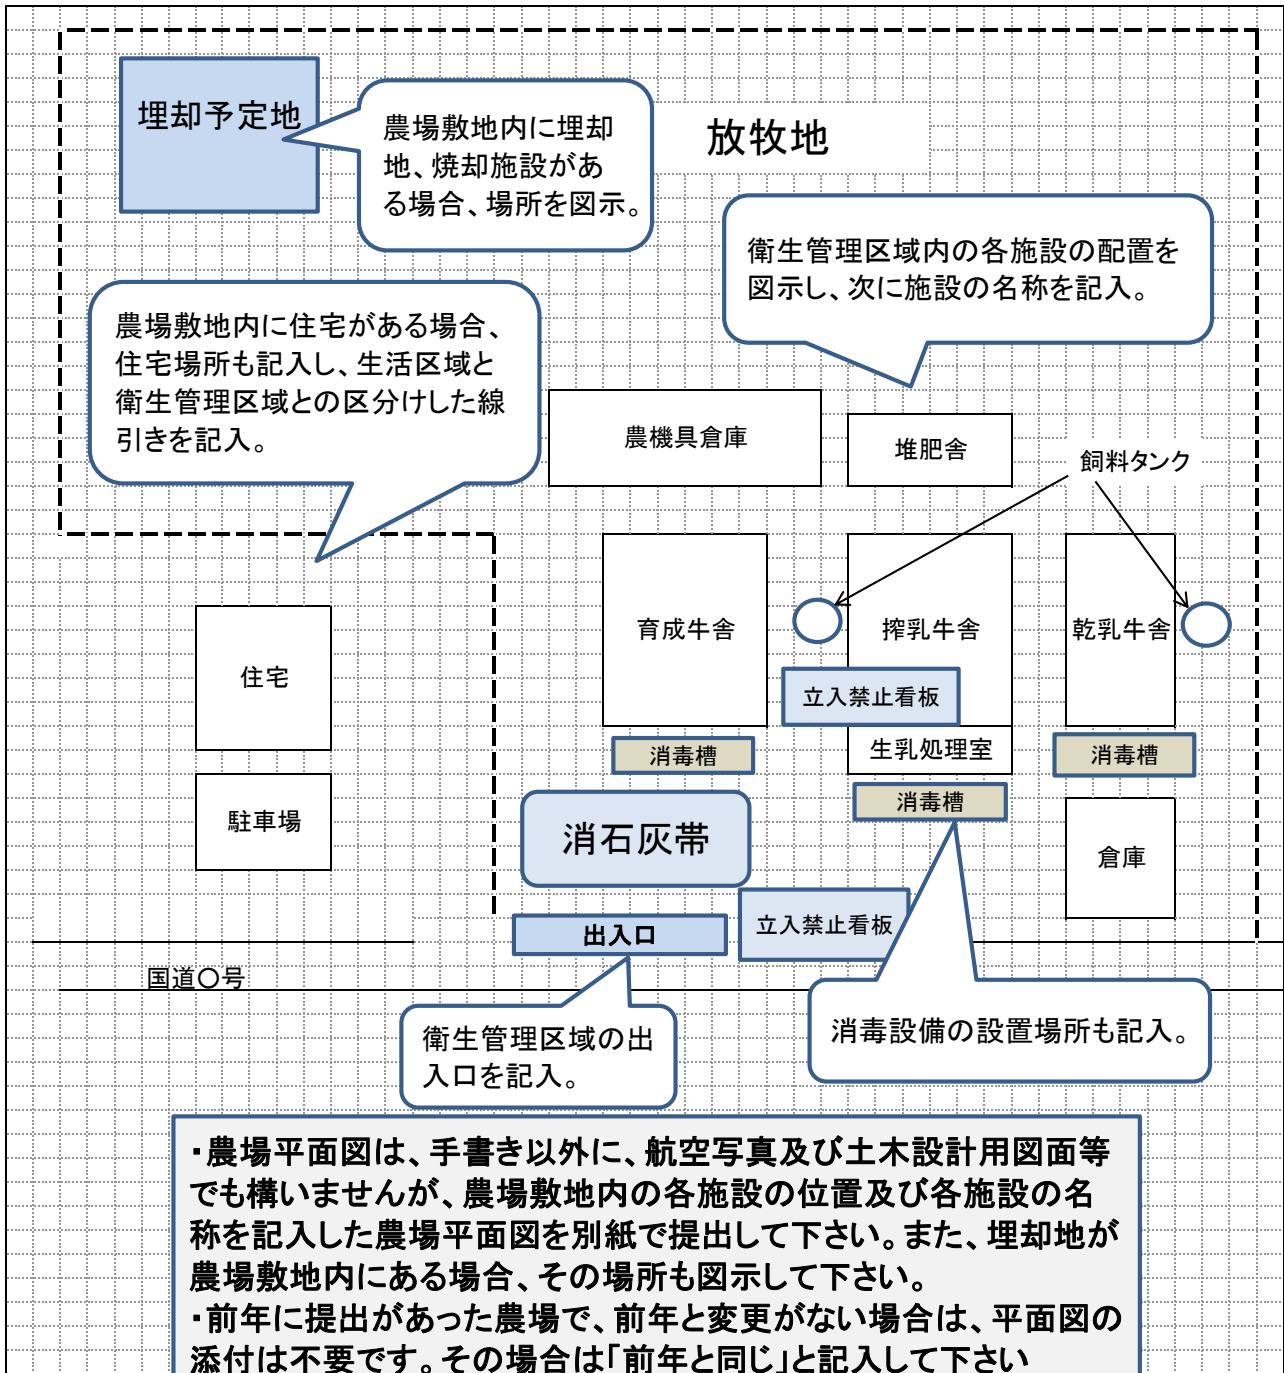 埋却予定地
農場敷地内に埋却
地、焼却施設があ
る場合、場所を図示。
放牧地
衛生管理区域内の各施設の配置を
図示し、次に施設の名称を記入。
農場敷地内に住宅がある場合、
住宅場所も記入し、生活区域と
衛生管理区域との区分けした線
引きを記入。
農機具倉庫
堆肥舎
飼料タンク
育成牛舎
搾乳牛舎
乾乳牛舎
住宅
立入禁止看板
消毒槽
生乳処理室
消毒槽
消毒槽
駐車場
消石灰帯
倉庫
出入口
立入禁止看板
国道〇号
衛生管理区域の出
入口を記入。
消毒設備の設置場所も記入。
・農場平面図は、手書き以外に、航空写真及び土木設計用図面等
でも構いませんが、農場敷地内の各施設の位置及び各施設の名
称を記入した農場平面図を別紙で提出して下さい。また、埋却地が
農場敷地内にある場合、その場所も図示して下さい。
・前年に提出があった農場で、前年と変更がない場合は、平面図の
添付は不要です。その場合は「前年と同じ」と記入して下さい